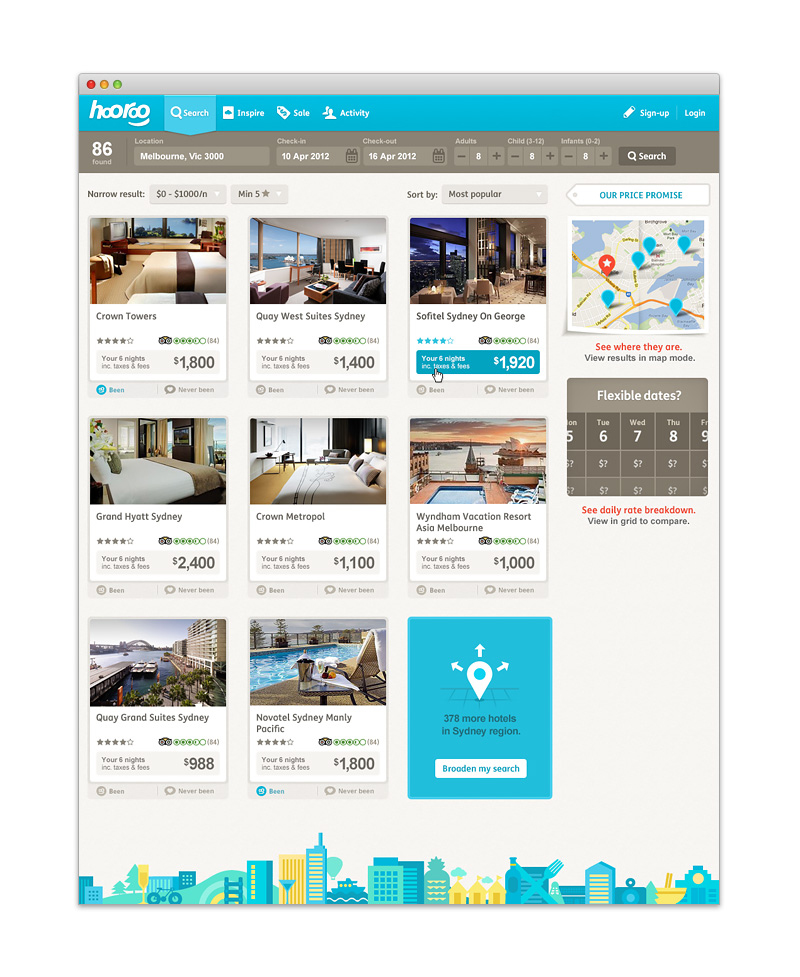 hooroo
Search
Inspire
Sale
Activity
Sign-up
Login
86
found
Location
Melbourne, Vic 3000
Check-in
10 Apr 2012
Check-out
16 Apr 2012
Adults
8
Child (3-12)
8
Infants (0-2)
8
Search
Narrow result:
$0 - $1000/n
Min 5
Sort by:
Most popular
OUR PRICE PROMISE
Crown Towers
(84)
Your 6 nights
inc. taxes & fees
$1,800
Been
Never been
Quay West Suites Sydney
(84)
Your 6 nights
inc. taxes & fees
$1,400
Been
Never been
Sofitel Sydney On George
(84)
Your 6 nights
inc. taxes & fees
$1,920
Been
Never been
Birchgrove
See where they are.
View results in map mode.
Flexible dates?
Tue
Wed
Thu
5
6
7
8
9
$?
$?
$?
$?
$?
$?
See daily rate breakdown.
View in grid to compare.
Grand Hyatt Sydney
(84)
Your 6 nights
inc. taxes & fees
$2,400
Been
Never been
Crown Metropol
(84)
Your 6 nights
inc. taxes & fees
$1,100
Been
Never been
Wyndham Vacation Resort
Asia Melbourne
(84)
Your 6 nights
inc. taxes & fees
$1,000
Been
Never been
Quay Grand Suites Sydney
(84)
Your 6 nights
inc. taxes & fees
$988
Been
Never been
Novotel Sydney Manly
Pacific
(84)
Your 6 nights
inc. taxes & fees
$1,800
Been
Never been
378 more hotels
in Sydney region.
Broaden my search